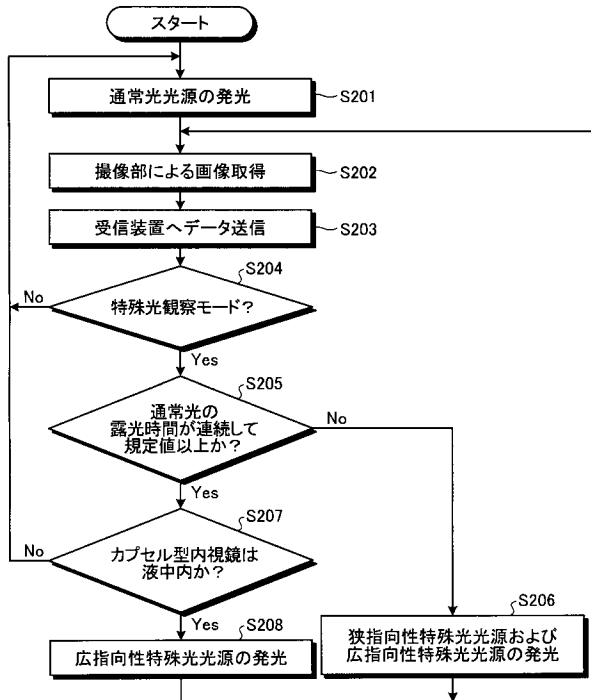 スタート
通常光光源の発光
S201
撮像部による画像取得
S202
受信装置へデータ送信
S203
S204
特殊光観察モード?
No
Yes
S205
通常光の
露光時間が連続して
規定値以上か?
No
Yes
S207
カプセル型内視鏡は
液中内か?
No
Yes
S208
広指向性特殊光光源の発光
S206
狭指向性特殊光光源および
広指向性特殊光光源の発光